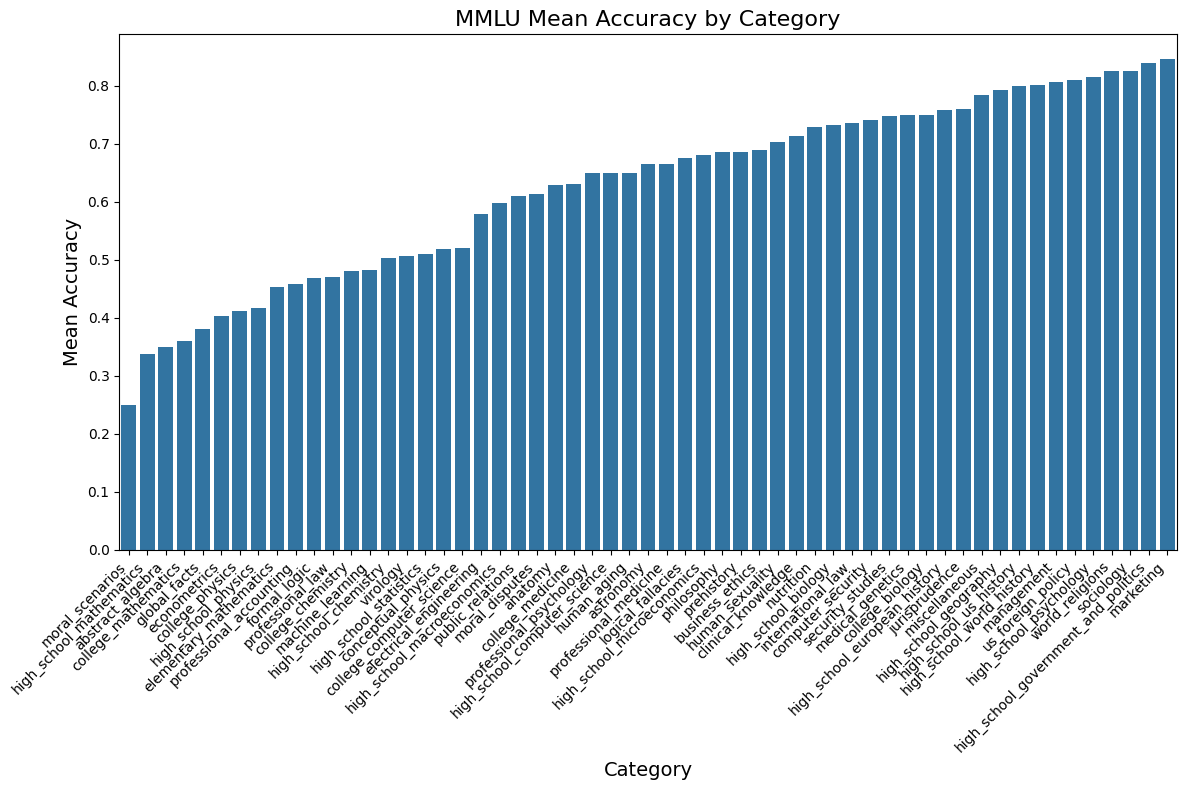 MMLU Mean Accuracy by Category
Mean Accuracy
0.8
0.7
0.6
0.5
0.4
0.3
0.2
0.1
0.0
moral_scenarios
high_school_mathematics
abstract_algebra
college_mathematics
global_facts
econometrics
college_physics
high_school_physics
elementary_mathematics
professional_accounting
formal_logic
professional_law
college_chemistry
machine_learning
high_school_chemistry
virology
high_school_statistics
conceptual_physics
college_computer_science
electrical_engineering
high_school_macroeconomics
public_relations
moral_disputes
anatomy
college_medicine
professional_psychology
high_school_computer_science
human_aging
astronomy
professional_medicine
logical_fallacies
high_school_microeconomics
philosophy
prehistory
business_ethics
human_sexuality
clinical_knowledge
nutrition
high_school_biology
international_law
computer_security
security_studies
medical_genetics
college_biology
high_school_european_history
jurisprudence
miscellaneous
high_school_geography
high_school_us_history
high_school_world_history
management
us_foreign_policy
high_school_psychology
world_religions
sociology
high_school_government_and_politics
marketing
Category